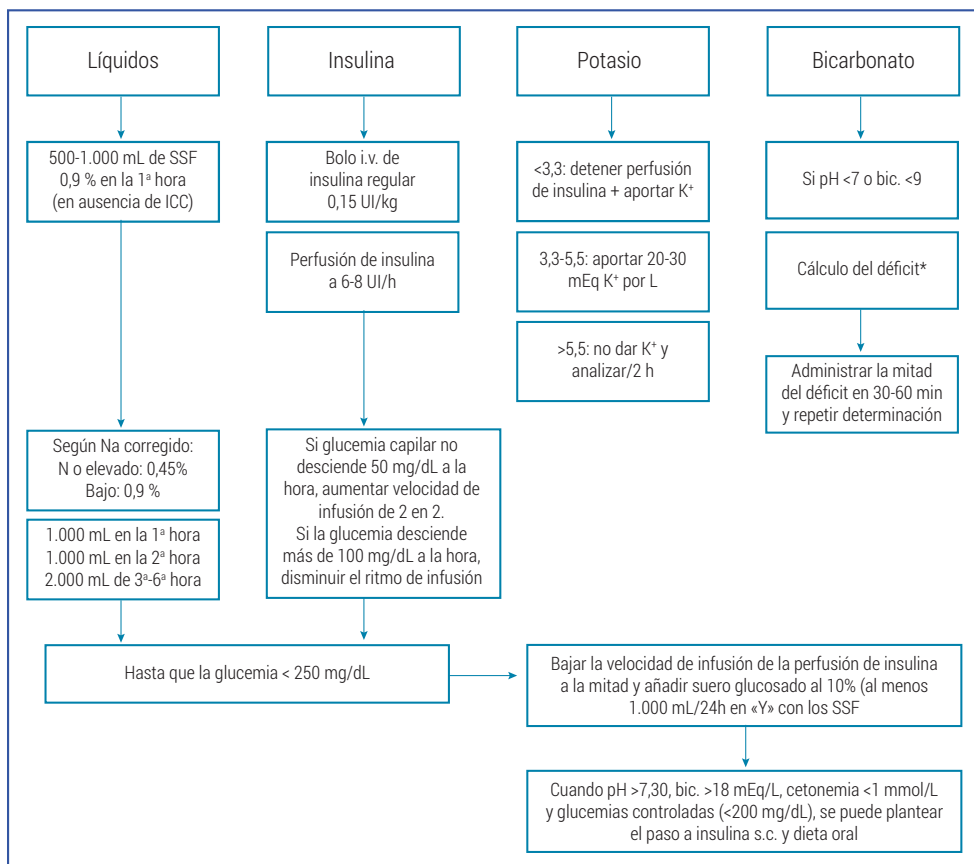 Líquidos
500-1.000 mL de SSF
0,9 % en la 1ª hora
(en ausencia de ICC)
Según Na corregido:
N o elevado: 0,45%
Bajo: 0,9 %
1.000 mL en la 1ª hora
1.000 mL en la 2ª hora
2.000 mL de 3ª-6ª hora
Insulina
Bolo i.v. de
insulina regular
0,15 UI/kg
Perfusión de insulina
a 6-8 UI/h
Si glucemia capilar no
desciende 50 mg/dL a la
hora, aumentar velocidad de
infusión de 2 en 2.
Si la glucemia desciende
más de 100 mg/dL a la hora,
disminuir el ritmo de infusión
Potasio
<3,3: detener perfusión
de insulina + aportar K⁺
3,3-5,5: aportar 20-30
mEq K⁺ por L
>5,5: no dar K⁺ y
analizar/2 h
Bicarbonato
Si pH <7 o bic. <9
Cálculo del déficit*
Administrar la mitad
del déficit en 30-60 min
y repetir determinación
Hasta que la glucemia < 250 mg/dL
Bajar la velocidad de infusión de la perfusión de insulina
a la mitad y añadir suero glucosado al 10% (al menos
1.000 mL/24h en «Y» con los SSF
Cuando pH >7,30, bic. >18 mEq/L, cetonemia <1 mmol/L
y glucemias controladas (<200 mg/dL), se puede plantear
el paso a insulina s.c. y dieta oral